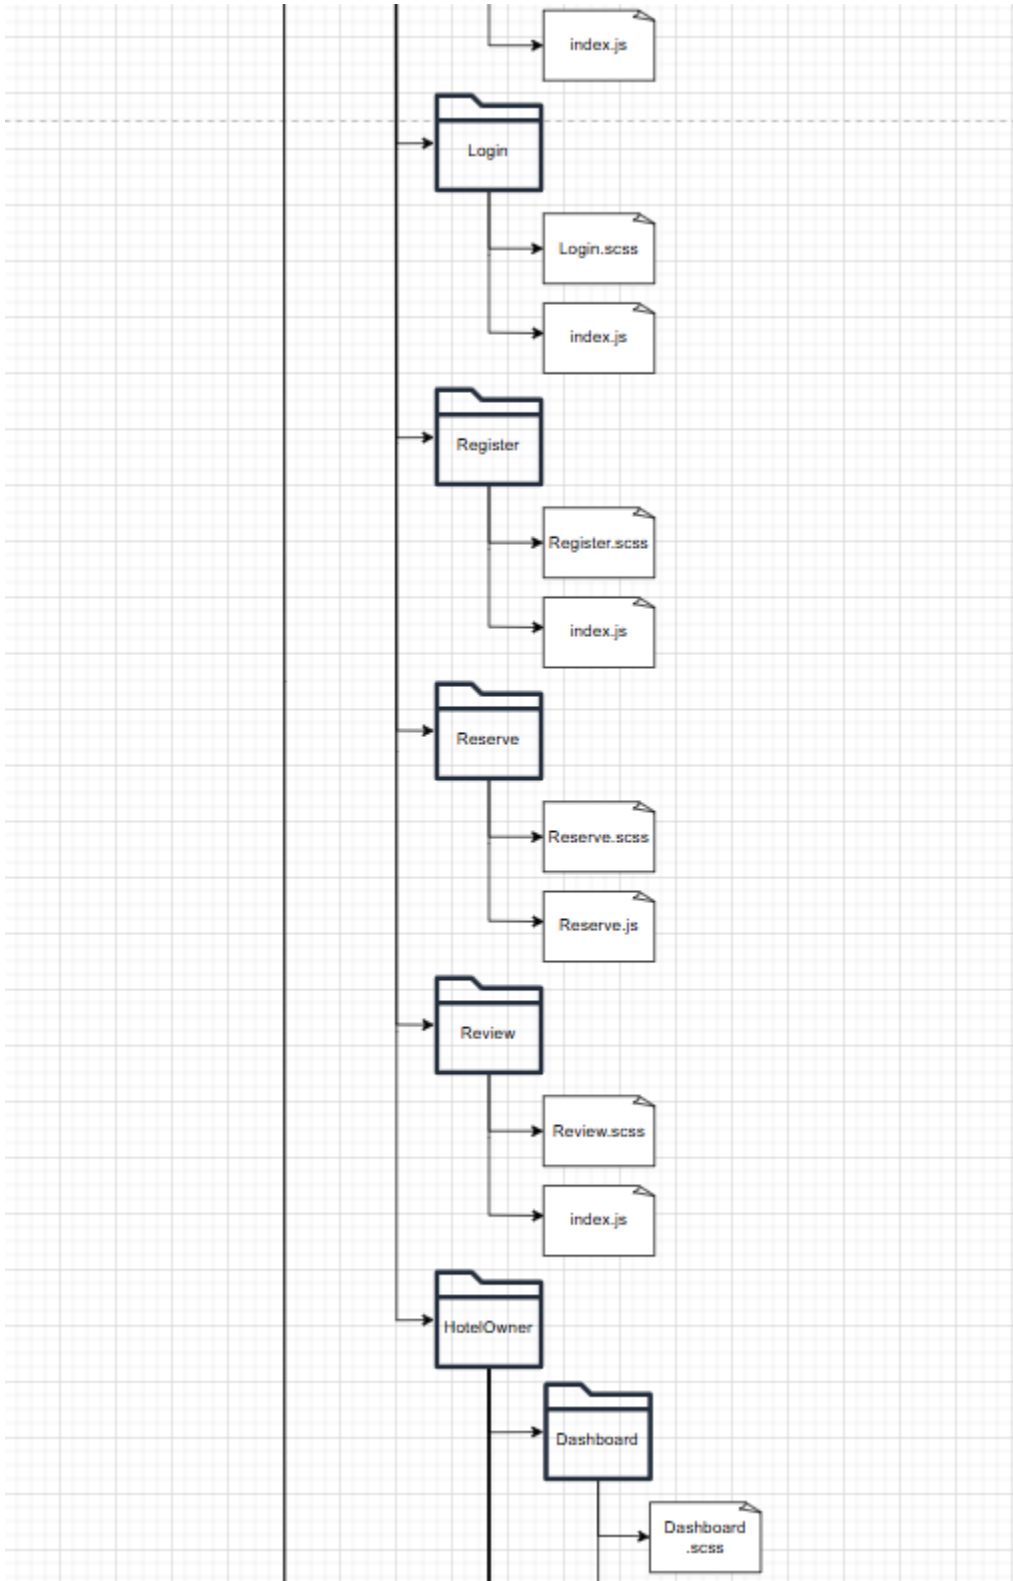 index.js
Login
Login.scss
index.js
Register
Register.scss
index.js
Reserve
Reserve.scss
Reserve.js
Review
Review.scss
index.js
HotelOwner
Dashboard
Dashboard
.scss